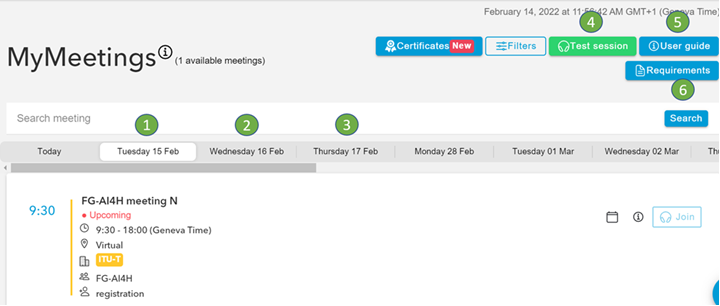 February 14, 2022 at 11:58:42 AM GMT+1 (Geneva Time)
4
5
Certificates New
Filters
Test session
User guide
MyMeetings (1 available meetings)
Requirements
6
Search meeting
Search
1
2
3
Today
Tuesday 15 Feb
Wednesday 16 Feb
Thursday 17 Feb
Monday 28 Feb
Tuesday 01 Mar
Wednesday 02 Mar
Thu
9:30
FG-AI4H meeting N
Upcoming
9:30 - 18:00 (Geneva Time)
Virtual
ITU-T
FG-AI4H
registration
Join